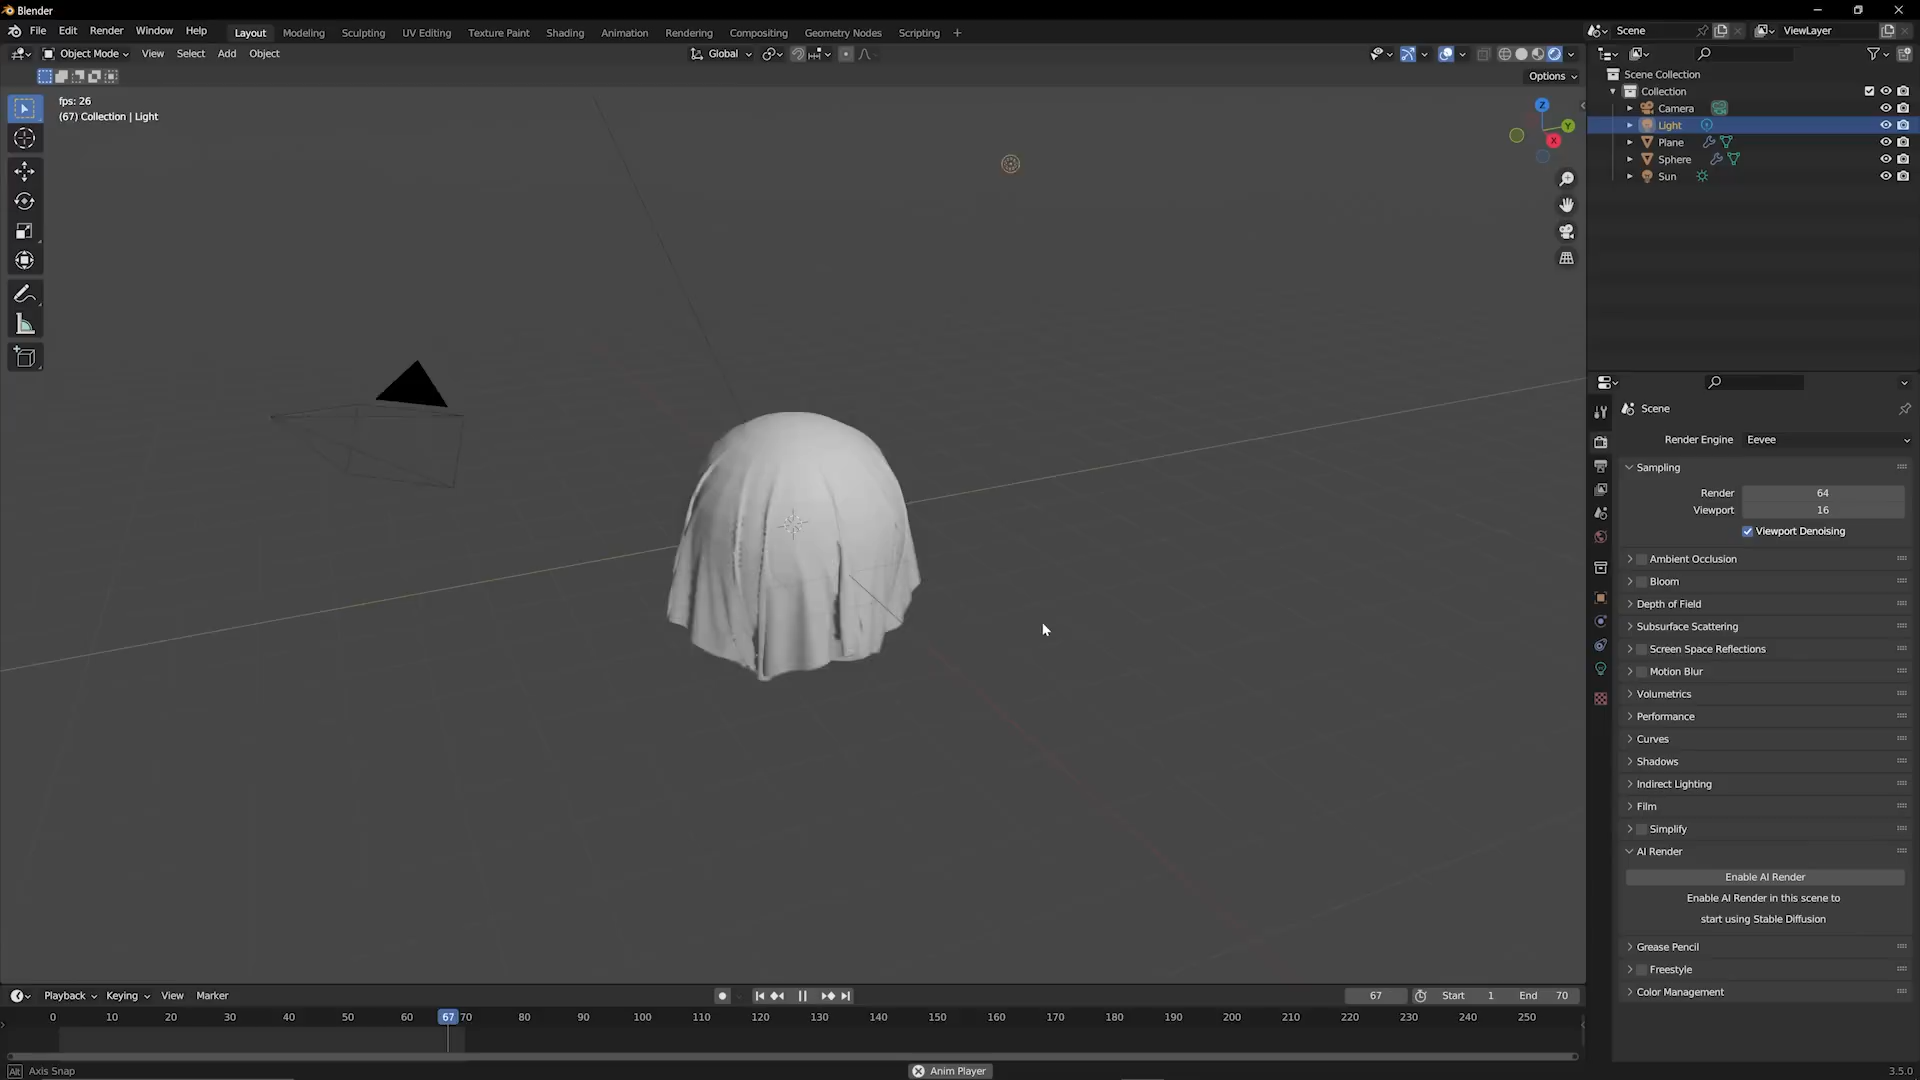 Blender
File Edit Render Window Help Layout Modeling Sculpting UV Editing Texture Paint Shading Animation Rendering Compositing Geometry Nodes Scripting + Scene ViewLayer
Object Mode View Select Add Object Global
Options
Scene Collection
Collection
Camera
Light
Plane
Sphere
Sun
fps: 26
(67) Collection | Light
Z
Y
X
Scene
Render Engine Eevee
Sampling
Render 64
Viewport 16
Viewport Denoising
Ambient Occlusion
Bloom
Depth of Field
Subsurface Scattering
Screen Space Reflections
Motion Blur
Volumetrics
Performance
Curves
Shadows
Indirect Lighting
Film
Simplify
AI Render
Enable AI Render
Enable AI Render in this scene to
start using Stable Diffusion
Grease Pencil
Freestyle
Color Management
Playback Keying View Marker 67 Start 1 End 70
0 10 20 30 40 50 60 67 70 80 90 100 110 120 130 140 150 160 170 180 190 200 210 220 230 240 250
Alt Axis Snap Anim Player 3.5.0